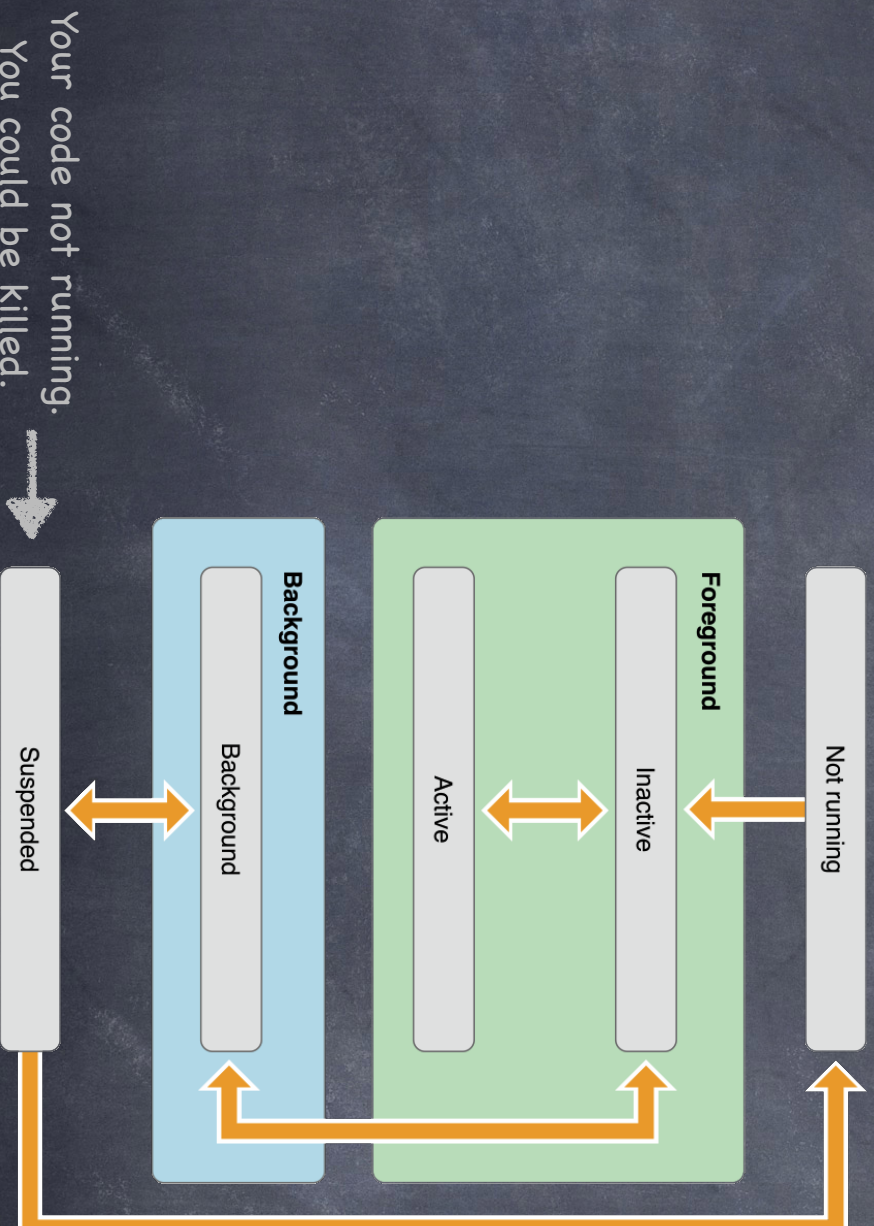 Not running
Foreground
Inactive
Active
Background
Background
Suspended
Your code not running.
You could be killed.